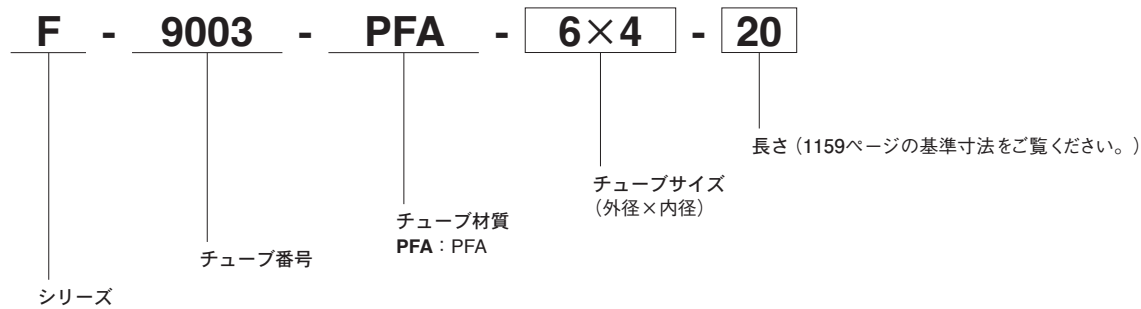 F - 9003 - PFA - 6×4 - 20
長さ（1159ページの基準寸法をご覧ください。）
チューブサイズ
（外径×内径）
チューブ材質
PFA：PFA
チューブ番号
シリーズ